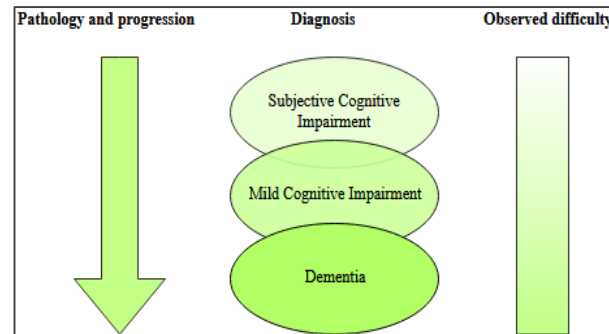 Pathology and progression
Diagnosis
Observed difficulty
Subjective Cognitive
Impairment
Mild Cognitive Impairment
Dementia